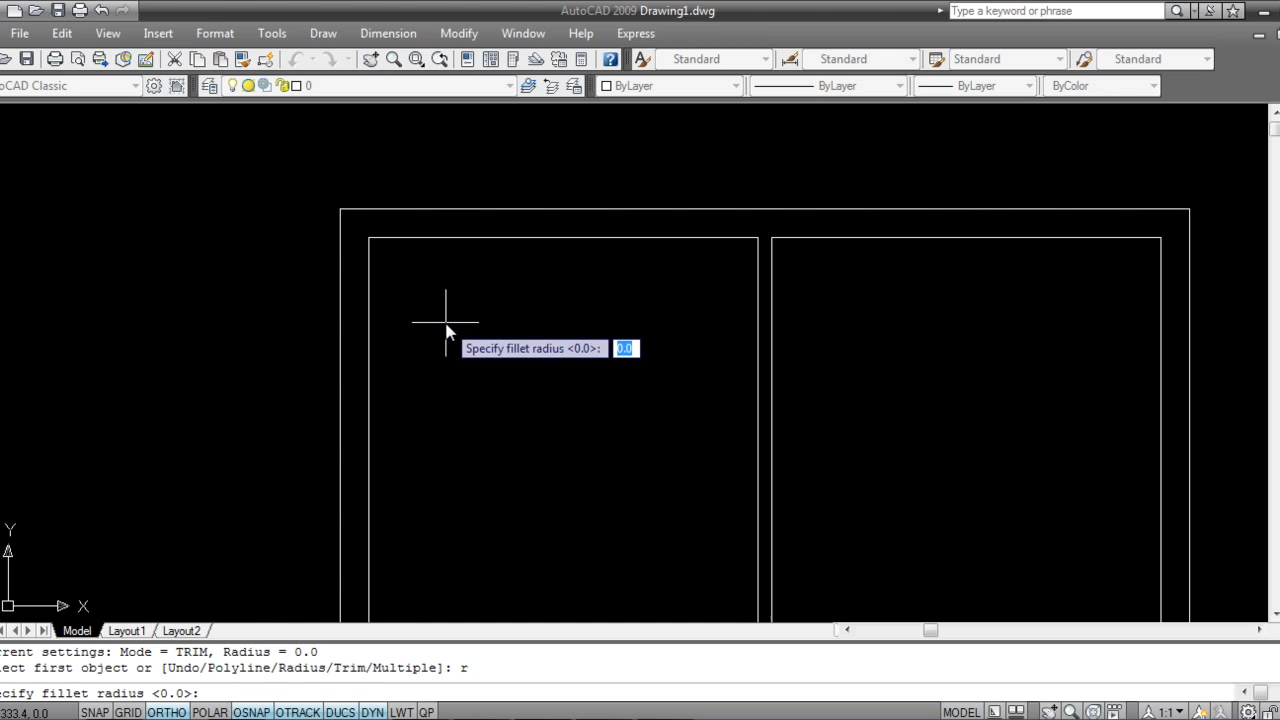 AutoCAD 2009 Drawing1.dwg
Type a keyword or phrase
File Edit View Insert Format Tools Draw Dimension Modify Window Help Express
Standard Standard Standard Standard
oCAD Classic 0 ByLayer ByLayer ByLayer ByColor
Specify fillet radius <0.0>: 0.0
Y
X
Model Layout1 Layout2
rrent settings: Mode = TRIM, Radius = 0.0
ect first object or [Undo/Polyline/Radius/Trim/Multiple]: r
ecify fillet radius <0.0>:
333.4, 0.0 SNAP GRID ORTHO POLAR OSNAP OTRACK DUCS DYN LWT QP MODEL 1:1